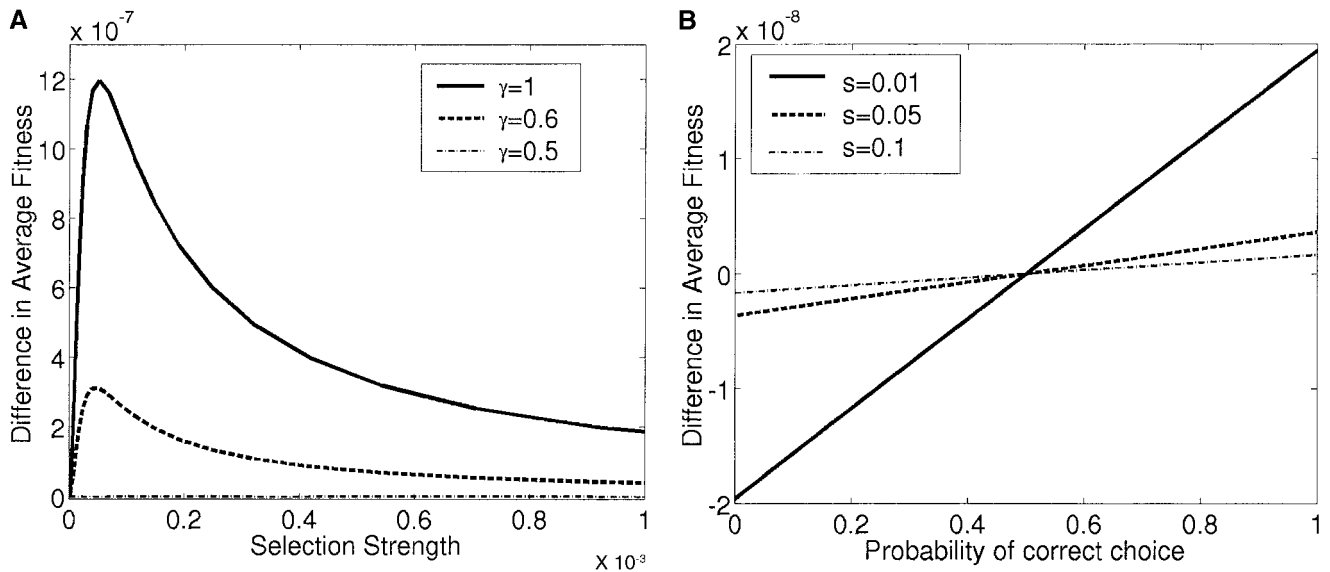 A
x 10-7
12
10
8
6
4
2
0
Difference in Average Fitness
γ=1
γ=0.6
γ=0.5
0 0.2 0.4 0.6 0.8 1
Selection Strength
X 10-3
B
x 10-8
2
1
0
-1
-2
Difference in Average Fitness
s=0.01
s=0.05
s=0.1
0 0.2 0.4 0.6 0.8 1
Probability of correct choice